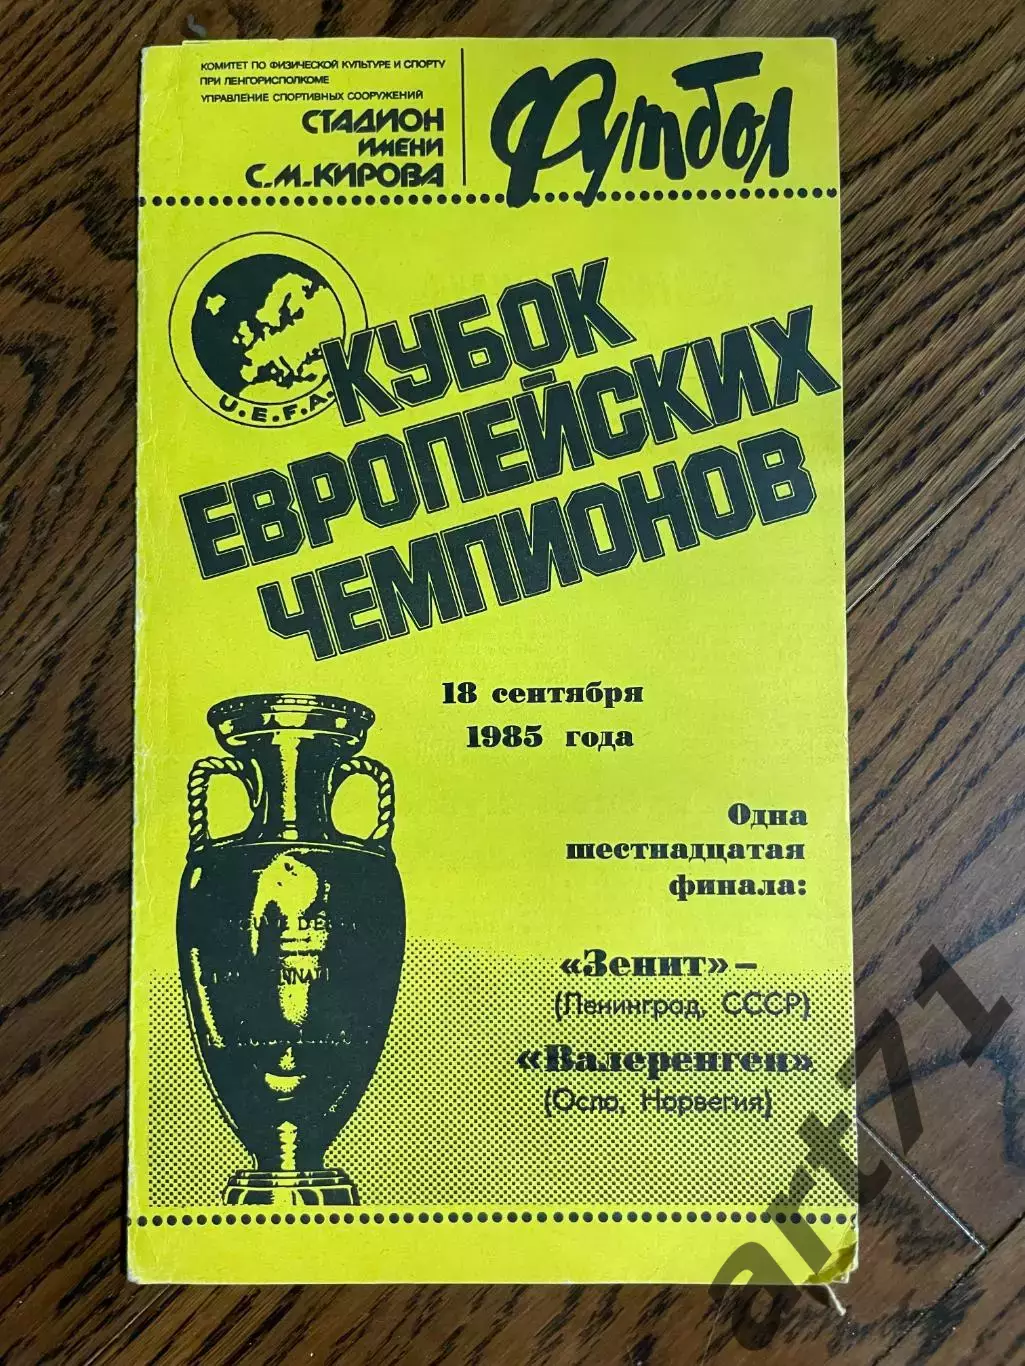 КОМИТЕТ ПО ФИЗИЧЕСКОЙ КУЛЬТУРЕ И СПОРТУ
ПРИ ЛЕНГОРИСПОЛКОМЕ
УПРАВЛЕНИЕ СПОРТИВНЫХ СООРУЖЕНИЙ
СТАДИОН
ИМЕНИ
С.М.КИРОВА
Футбол
U.E.F.A.
КУБОК
ЕВРОПЕЙСКИХ
ЧЕМПИОНОВ
18 сентября
1985 года
Одна
шестнадцатая
финала:
«Зенит» –
(Ленинград, СССР)
«Валеренген»
(Осло, Норвегия)
art71